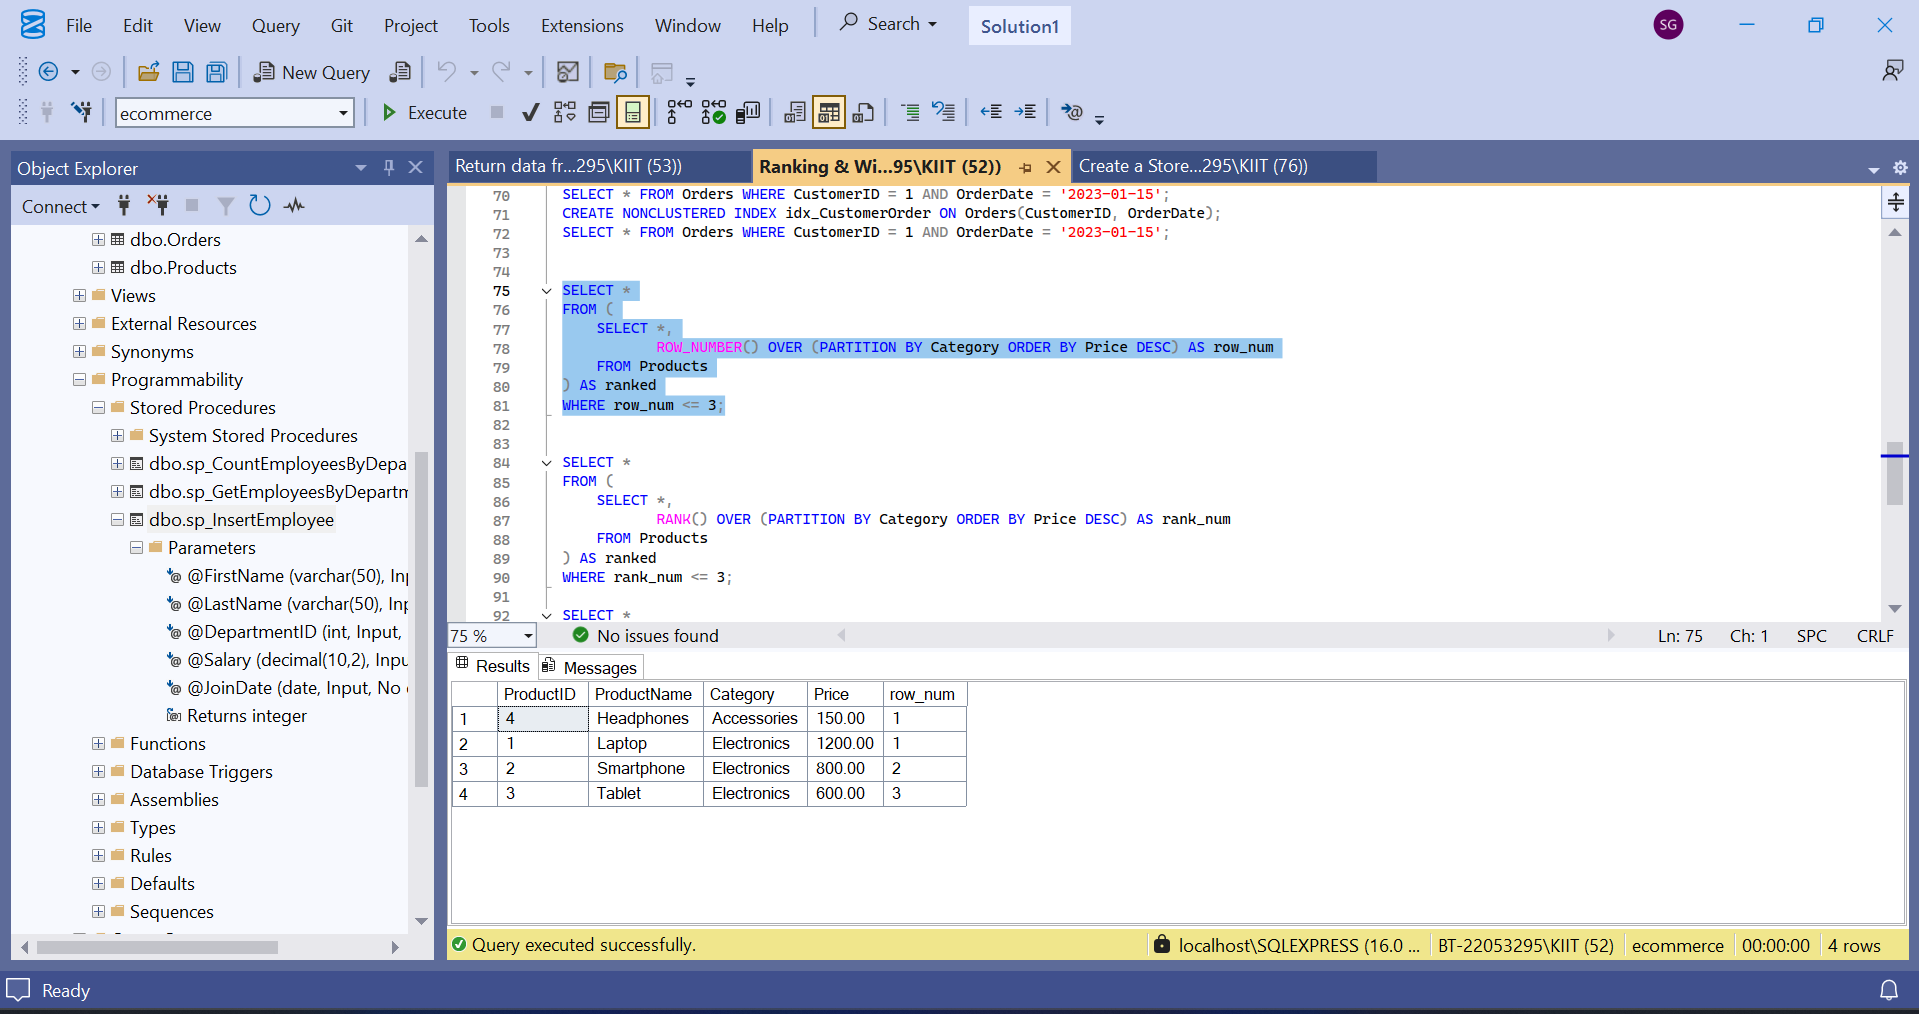 File Edit View Query Git Project Tools Extensions Window Help Search Solution1 SG
New Query
ecommerce Execute
Object Explorer
Connect
dbo.Orders
dbo.Products
Views
External Resources
Synonyms
Programmability
Stored Procedures
System Stored Procedures
dbo.sp_CountEmployeesByDepa
dbo.sp_GetEmployeesByDepartm
dbo.sp_InsertEmployee
Parameters
@FirstName (varchar(50), Inp
@LastName (varchar(50), Inp
@DepartmentID (int, Input,
@Salary (decimal(10,2), Inpu
@JoinDate (date, Input, No
Returns integer
Functions
Database Triggers
Assemblies
Types
Rules
Defaults
Sequences
Return data fr...295\KIIT (53)) Ranking & Wi...95\KIIT (52)) Create a Store...295\KIIT (76))
70 SELECT * FROM Orders WHERE CustomerID = 1 AND OrderDate = '2023-01-15';
71 CREATE NONCLUSTERED INDEX idx_CustomerOrder ON Orders(CustomerID, OrderDate);
72 SELECT * FROM Orders WHERE CustomerID = 1 AND OrderDate = '2023-01-15';
73
74
75 SELECT *
76 FROM (
77 SELECT *,
78 ROW_NUMBER() OVER (PARTITION BY Category ORDER BY Price DESC) AS row_num
79 FROM Products
80 ) AS ranked
81 WHERE row_num <= 3;
82
83
84 SELECT *
85 FROM (
86 SELECT *,
87 RANK() OVER (PARTITION BY Category ORDER BY Price DESC) AS rank_num
88 FROM Products
89 ) AS ranked
90 WHERE rank_num <= 3;
91
92 SELECT *
75 % No issues found Ln: 75 Ch: 1 SPC CRLF
Results Messages
ProductID ProductName Category Price row_num
1 4 Headphones Accessories 150.00 1
2 1 Laptop Electronics 1200.00 1
3 2 Smartphone Electronics 800.00 2
4 3 Tablet Electronics 600.00 3
Query executed successfully. localhost\SQLEXPRESS (16.0 ... BT-22053295\KIIT (52) ecommerce 00:00:00 4 rows
Ready